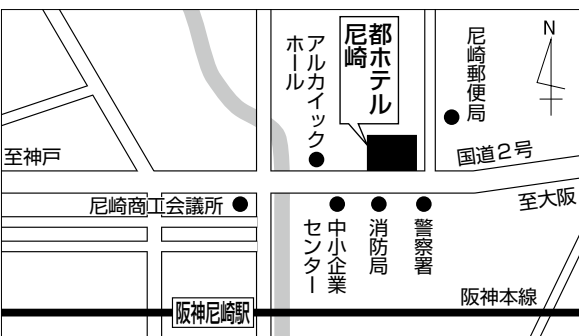 アルカイック
ホール
都ホテル
尼崎
尼崎郵便局
N
至神戸
国道2号
至大阪
尼崎商工会議所
中小企業
センター
消防局
警察署
阪神本線
阪神尼崎駅